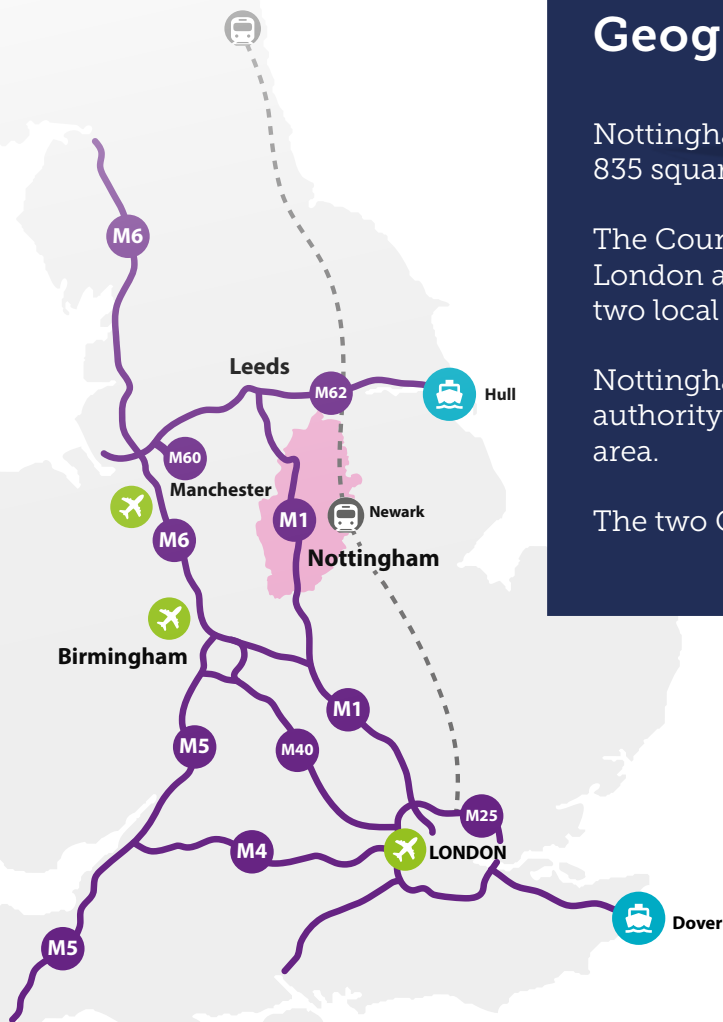 Geog
Nottingha
835 squar
The Coun
London a
two local
Nottingha
authority
area.
The two C
M6
Leeds
M62
Hull
M60
Manchester
M1
Newark
M6
Nottingham
Birmingham
M1
M5
M40
M25
M4
LONDON
Dover
M5